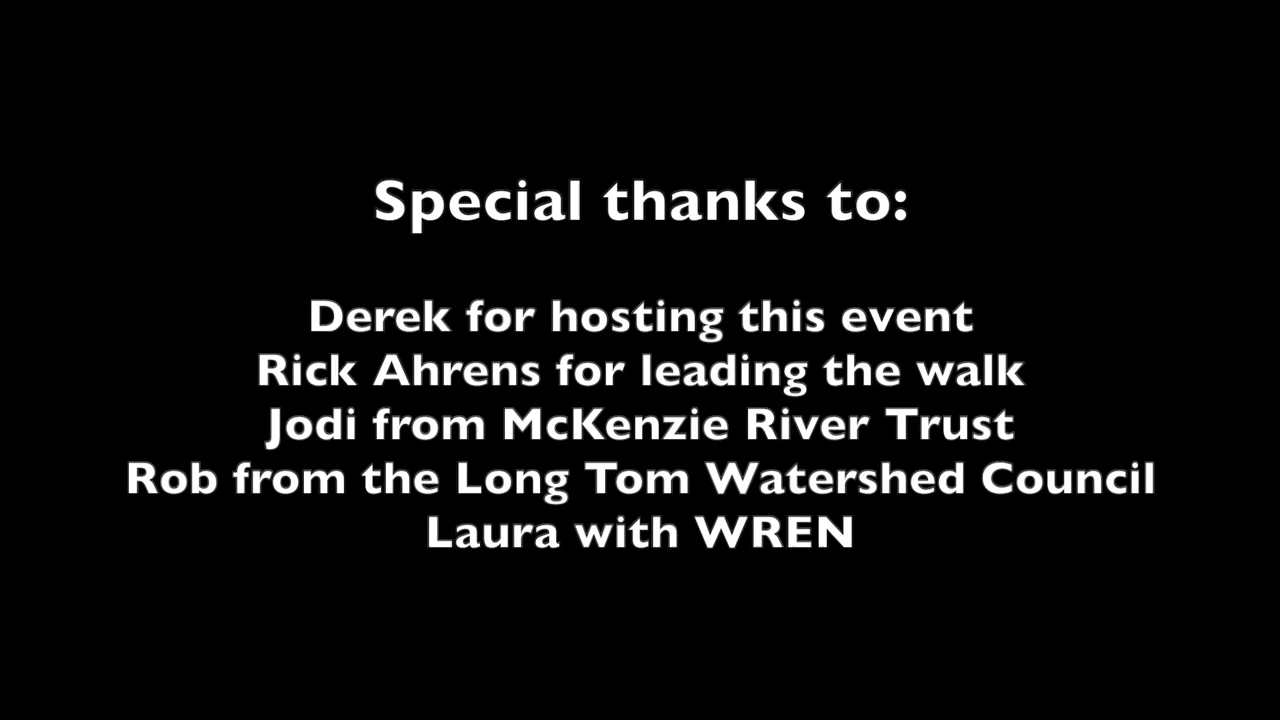 Special thanks to:
Derek for hosting this event
Rick Ahrens for leading the walk
Jodi from McKenzie River Trust
Rob from the Long Tom Watershed Council
Laura with WREN